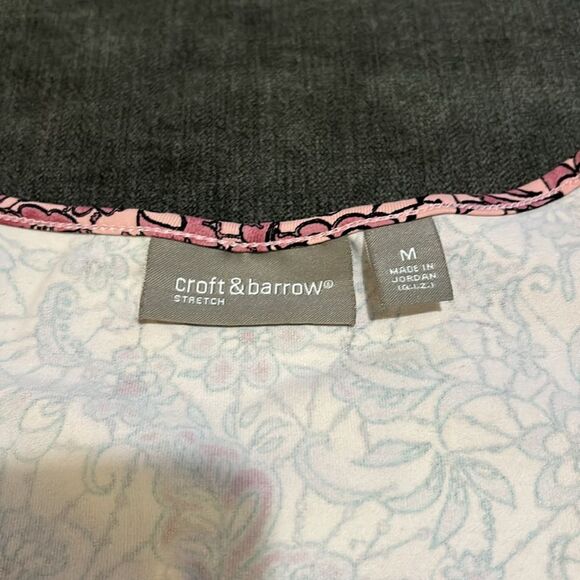 croft&barrow®
STRETCH
M
MADE IN
JORDAN
(Q.I.Z.)